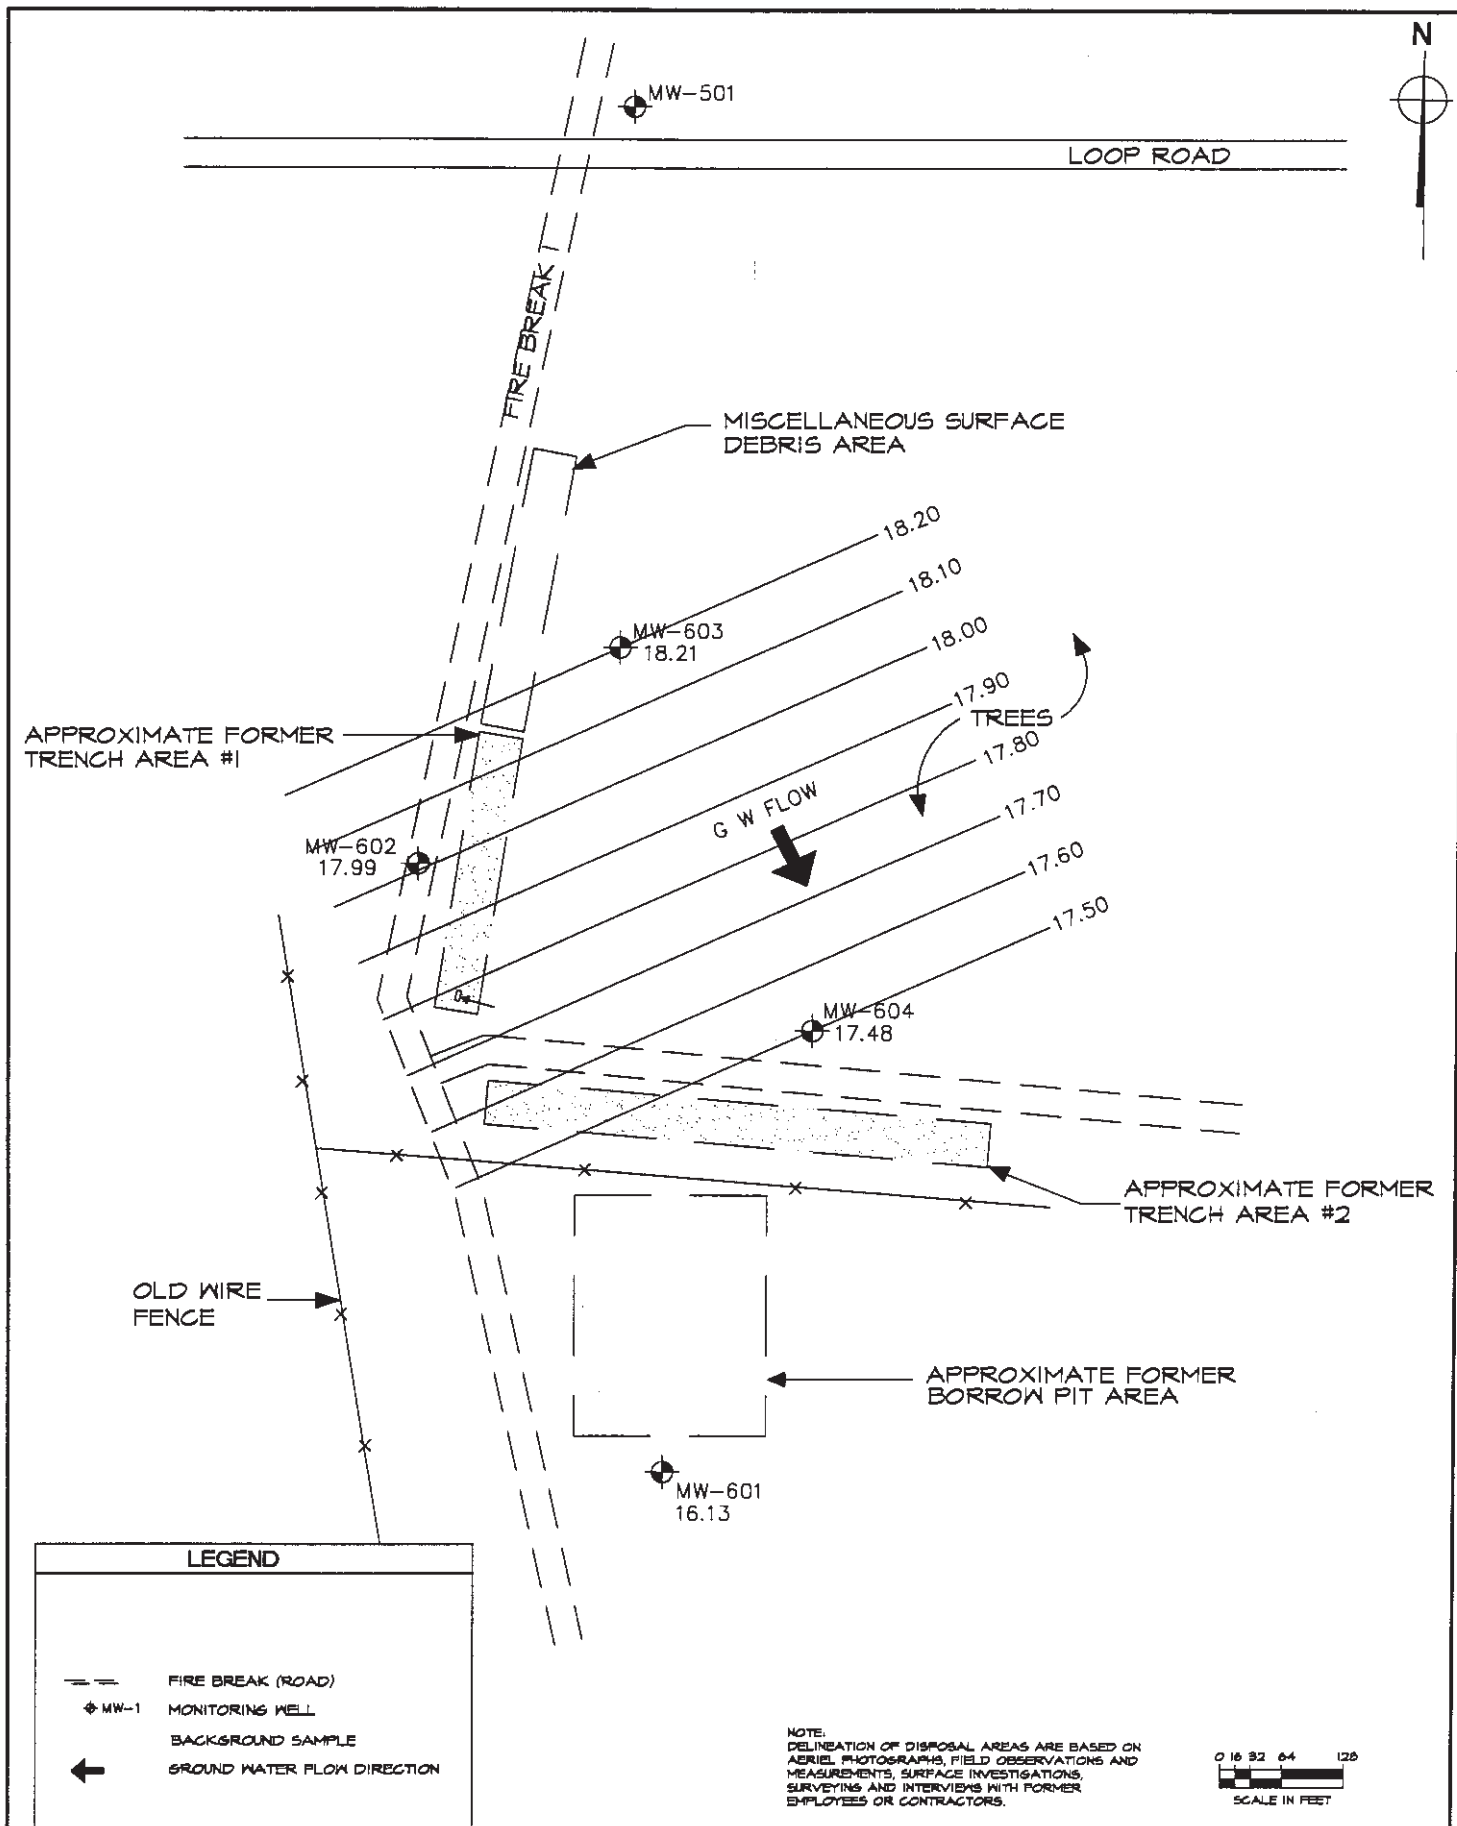 N
MW-501
LOOP ROAD
FIRE BREAK 1
MISCELLANEOUS SURFACE
DEBRIS AREA
18.20
18.10
18.00
17.90
17.80
17.70
17.60
17.50
MW-603
18.21
TREES
APPROXIMATE FORMER
TRENCH AREA #1
G W FLOW
MW-602
17.99
MW-604
17.48
APPROXIMATE FORMER
TRENCH AREA #2
OLD WIRE
FENCE
APPROXIMATE FORMER
BORROW PIT AREA
MW-601
16.13
LEGEND
FIRE BREAK (ROAD)
MW-1 MONITORING WELL
BACKGROUND SAMPLE
GROUND WATER FLOW DIRECTION
NOTE:
DELINEATION OF DISPOSAL AREAS ARE BASED ON
AERIEL PHOTOGRAPHS, FIELD OBSERVATIONS AND
MEASUREMENTS, SURFACE INVESTIGATIONS,
SURVEYING AND INTERVIEWS WITH FORMER
EMPLOYEES OR CONTRACTORS.
0 16 32 64 128
SCALE IN FEET